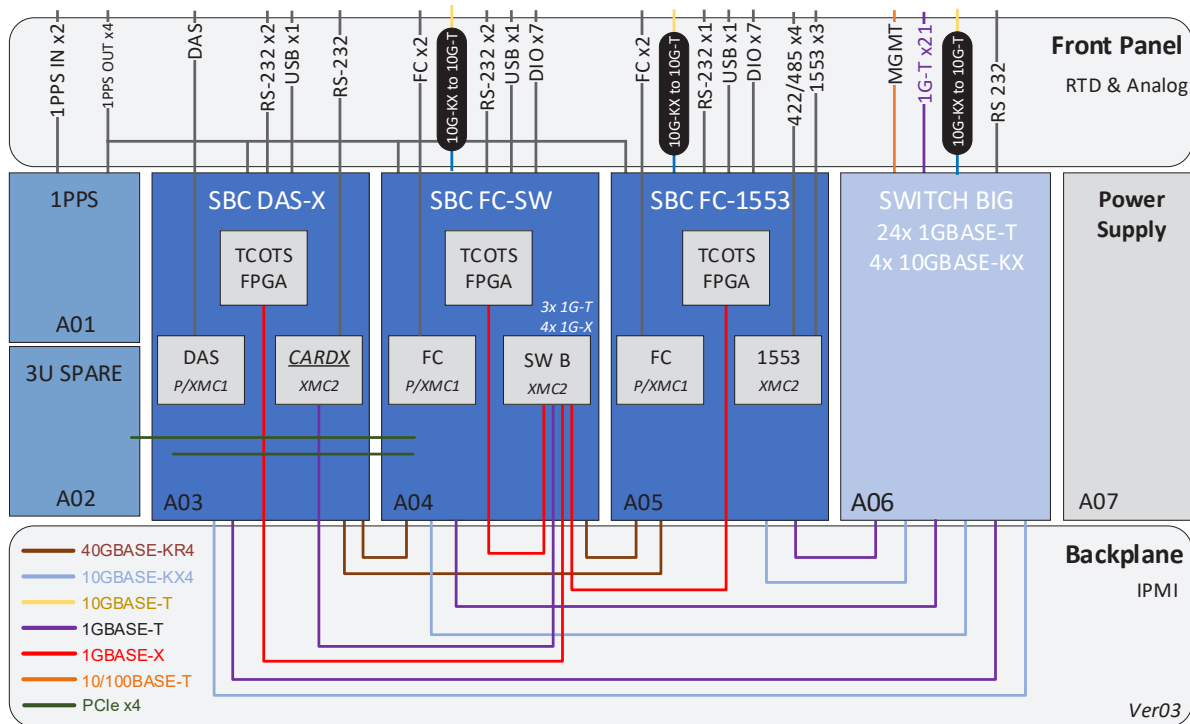 1PPS IN x2
1PPS OUT x4
DAS
RS-232 x2
USB x1
RS-232
FC x2
10G-KX to 10G-T
RS-232 x2
USB x1
DIO x7
FC x2
10G-KX to 10G-T
RS-232 x1
USB x1
DIO x7
422/485 x4
1553 x3
MGMT
1G-T x21
10G-KX to 10G-T
RS 232
Front Panel
RTD & Analog
1PPS
A01
3U SPARE
A02
SBC DAS-X
TCOTS
FPGA
DAS
P/XMC1
CARDX
XMC2
A03
SBC FC-SW
TCOTS
FPGA
3x 1G-T
4x 1G-X
FC
P/XMC1
SW B
XMC2
A04
SBC FC-1553
TCOTS
FPGA
FC
P/XMC1
1553
XMC2
A05
SWITCH BIG
24x 1GBASE-T
4x 10GBASE-KX
A06
Power
Supply
A07
40GBASE-KR4
10GBASE-KX4
10GBASE-T
1GBASE-T
1GBASE-X
10/100BASE-T
PCIe x4
Backplane
IPMI
Ver03